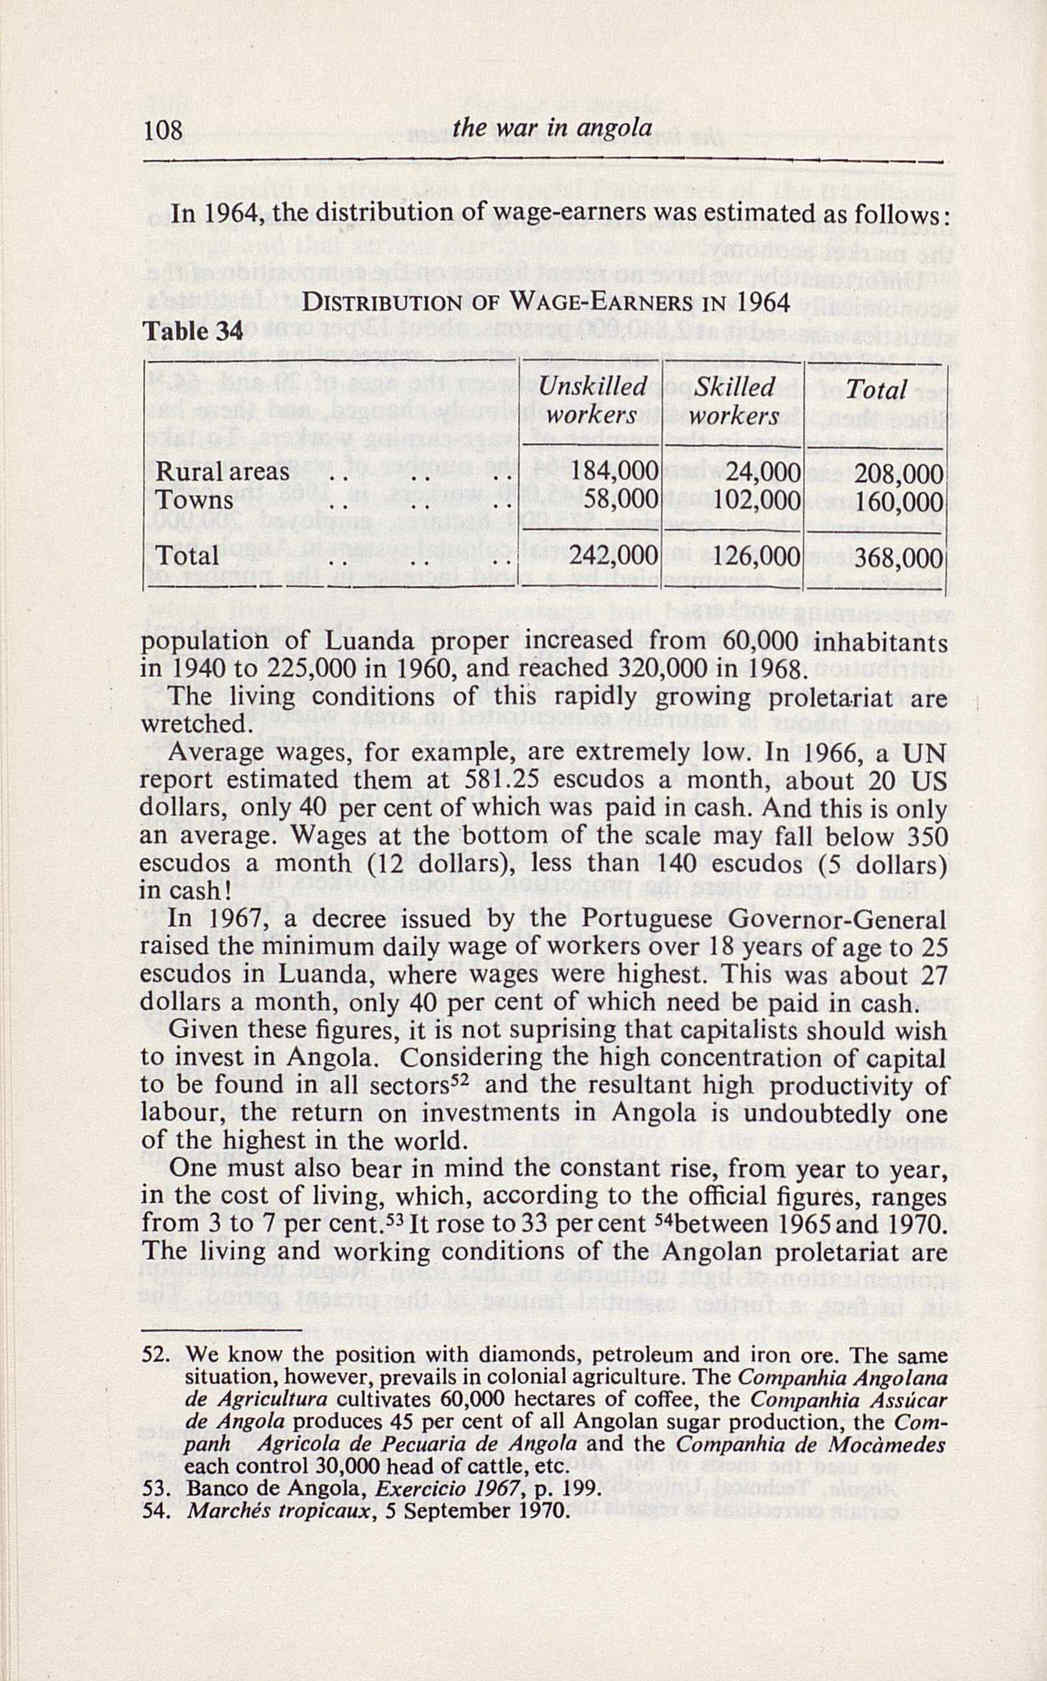 108 the war in angola
In 1964, the distribution of wage-earners was estimated as follows:
DISTRIBUTION OF WAGE-EARNERS IN 1964
Table 34
Unskilled workers Skilled workers Total
Rural areas .. .. .. 184,000 24,000 208,000
Towns .. .. .. 58,000 102,000 160,000
Total .. .. .. 242,000 126,000 368,000
population of Luanda proper increased from 60,000 inhabitants
in 1940 to 225,000 in 1960, and reached 320,000 in 1968.
The living conditions of this rapidly growing proletariat are
wretched.
Average wages, for example, are extremely low. In 1966, a UN
report estimated them at 581.25 escudos a month, about 20 US
dollars, only 40 per cent of which was paid in cash. And this is only
an average. Wages at the bottom of the scale may fall below 350
escudos a month (12 dollars), less than 140 escudos (5 dollars)
in cash!
In 1967, a decree issued by the Portuguese Governor-General
raised the minimum daily wage of workers over 18 years of age to 25
escudos in Luanda, where wages were highest. This was about 27
dollars a month, only 40 per cent of which need be paid in cash.
Given these figures, it is not suprising that capitalists should wish
to invest in Angola. Considering the high concentration of capital
to be found in all sectors⁵² and the resultant high productivity of
labour, the return on investments in Angola is undoubtedly one
of the highest in the world.
One must also bear in mind the constant rise, from year to year,
in the cost of living, which, according to the official figures, ranges
from 3 to 7 per cent.⁵³ It rose to 33 per cent ⁵⁴between 1965 and 1970.
The living and working conditions of the Angolan proletariat are
52. We know the position with diamonds, petroleum and iron ore. The same
situation, however, prevails in colonial agriculture. The Companhia Angolana
de Agricultura cultivates 60,000 hectares of coffee, the Companhia Assúcar
de Angola produces 45 per cent of all Angolan sugar production, the Com-
panh Agricola de Pecuaria de Angola and the Companhia de Mocàmedes
each control 30,000 head of cattle, etc.
53. Banco de Angola, Exercicio 1967, p. 199.
54. Marchés tropicaux, 5 September 1970.